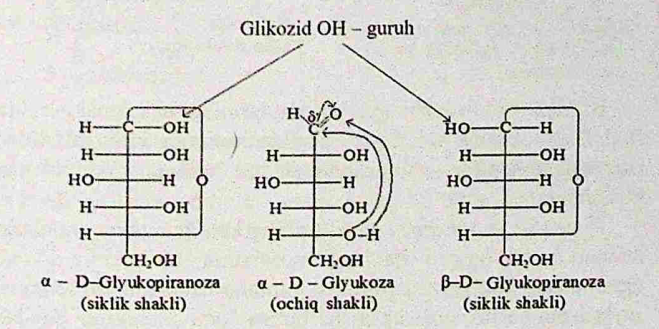 Glikozid OH – guruh
H C OH
H OH
HO H O
H OH
H
CH₂OH
α - D–Glyukopiranoza
(siklik shakli)
H δ⁺ O
C
H OH
HO H
H OH
H O–H
CH₂OH
α - D - Glyukoza
(ochiq shakli)
HO C H
H OH
HO H O
H OH
H
CH₂OH
β–D– Glyukopiranoza
(siklik shakli)